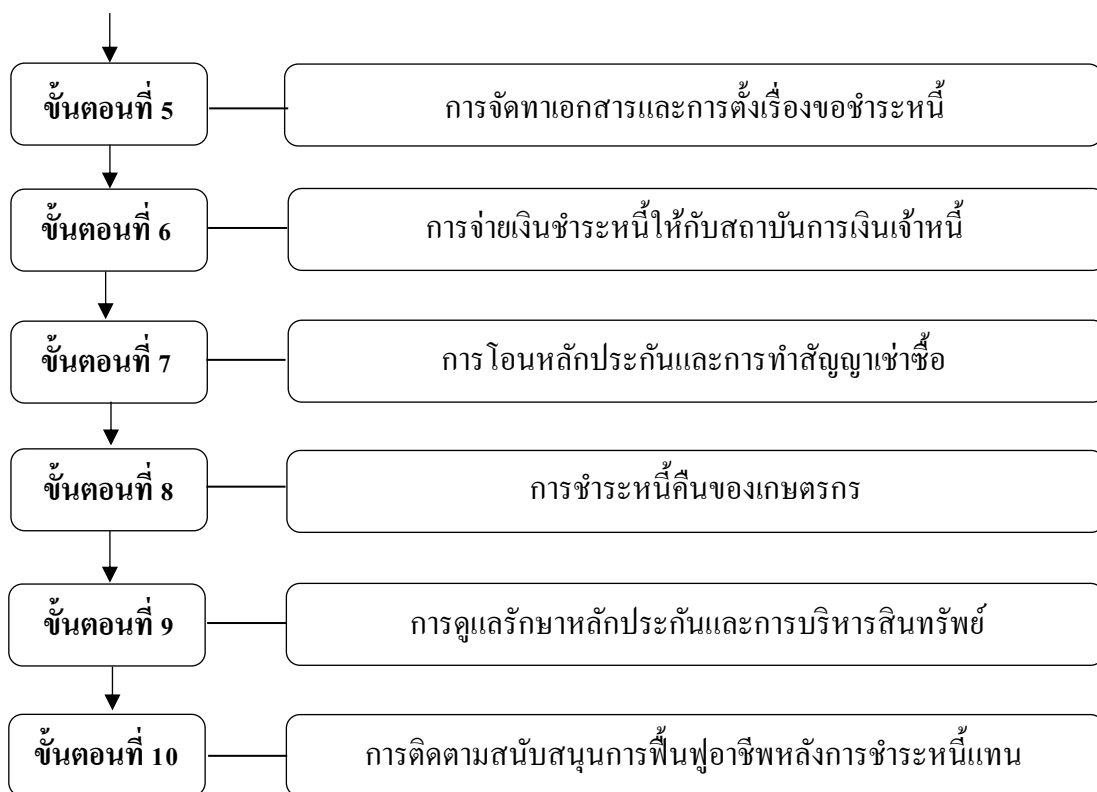 ขั้นตอนที่ 5 การจัดทาเอกสารและการตั้งเรื่องขอชำระหนี้
ขั้นตอนที่ 6 การจ่ายเงินชำระหนี้ให้กับสถาบันการเงินเจ้าหนี้
ขั้นตอนที่ 7 การโอนหลักประกันและการทำสัญญาเช่าซื้อ
ขั้นตอนที่ 8 การชำระหนี้คืนของเกษตรกร
ขั้นตอนที่ 9 การดูแลรักษาหลักประกันและการบริหารสินทรัพย์
ขั้นตอนที่ 10 การติดตามสนับสนุนการฟื้นฟูอาชีพหลังการชำระหนี้แทน